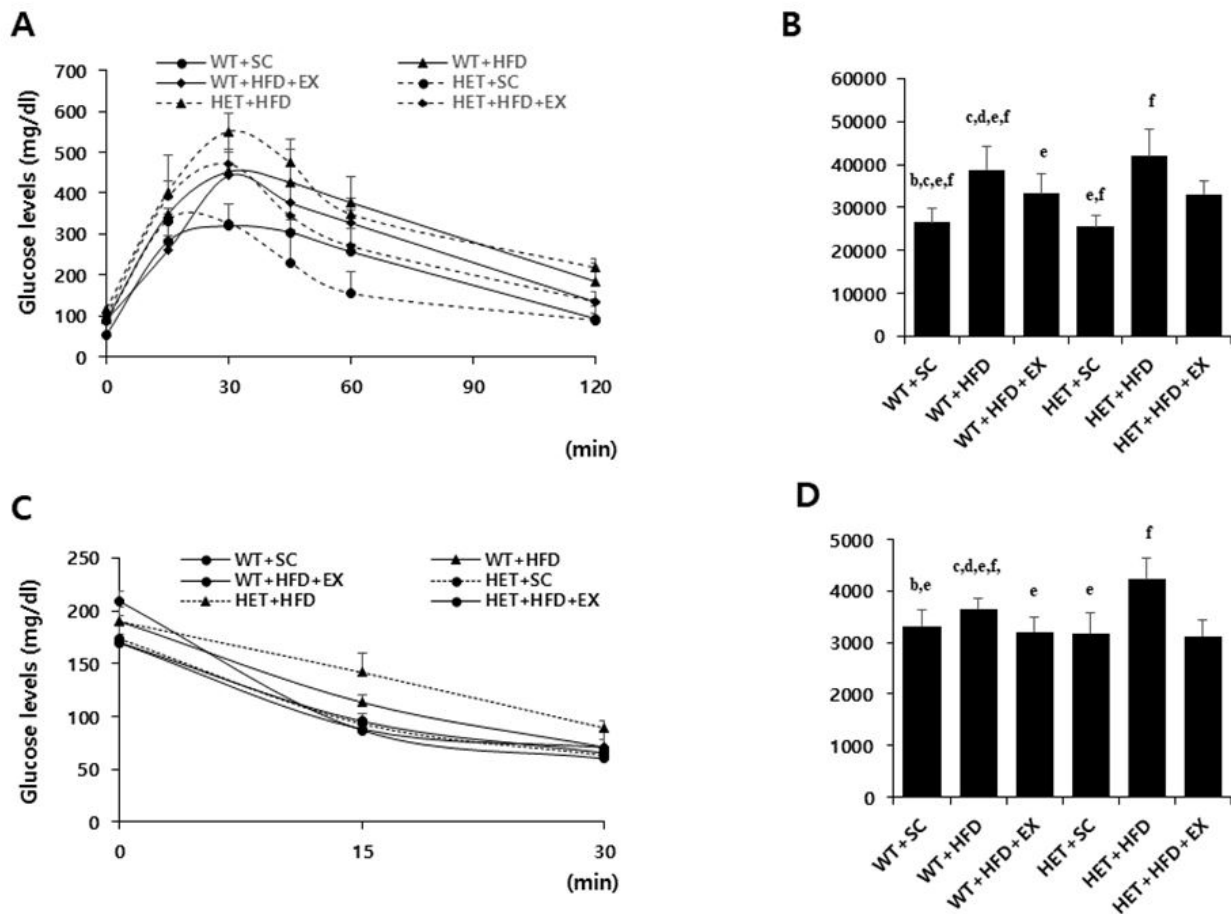 A
WT+SC WT+HFD
WT+HFD+EX HET+SC
HET+HFD HET+HFD+EX
Glucose levels (mg/dl)
700
600
500
400
300
200
100
0
0 30 60 90 120
(min)
B
60000
50000
40000
30000
20000
10000
0
b,c,e,f
c,d,e,f
e
e,f
f
WT+SC
WT+HFD
WT+HFD+EX
HET+SC
HET+HFD
HET+HFD+EX
C
WT+SC WT+HFD
WT+HFD+EX HET+SC
HET+HFD HET+HFD+EX
Glucose levels (mg/dl)
250
200
150
100
50
0
0 15 30
(min)
D
5000
4000
3000
2000
1000
0
b,e
c,d,e,f,
e
e
f
WT+SC
WT+HFD
WT+HFD+EX
HET+SC
HET+HFD
HET+HFD+EX